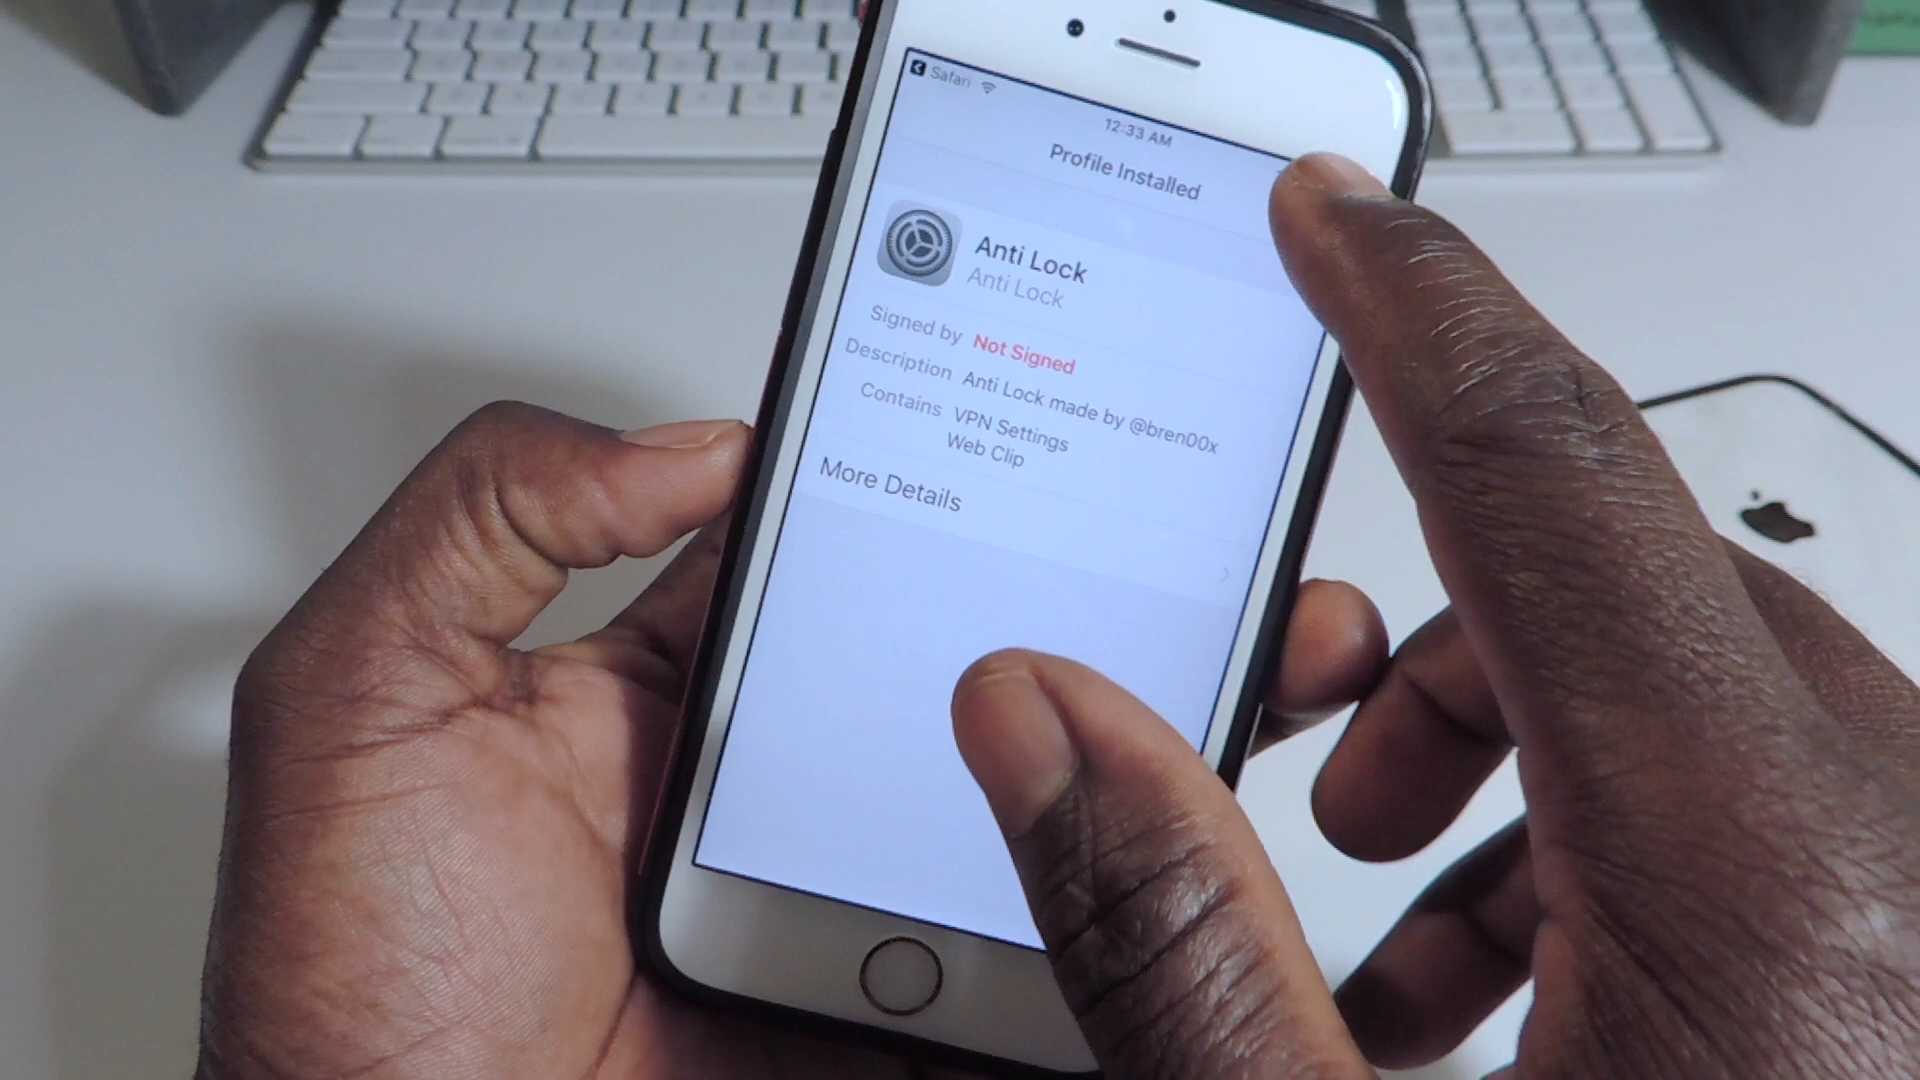 Safari
12:33 AM
Profile Installed
Anti Lock
Anti Lock
Signed by Not Signed
Description Anti Lock made by @bren00x
Contains VPN Settings
Web Clip
More Details